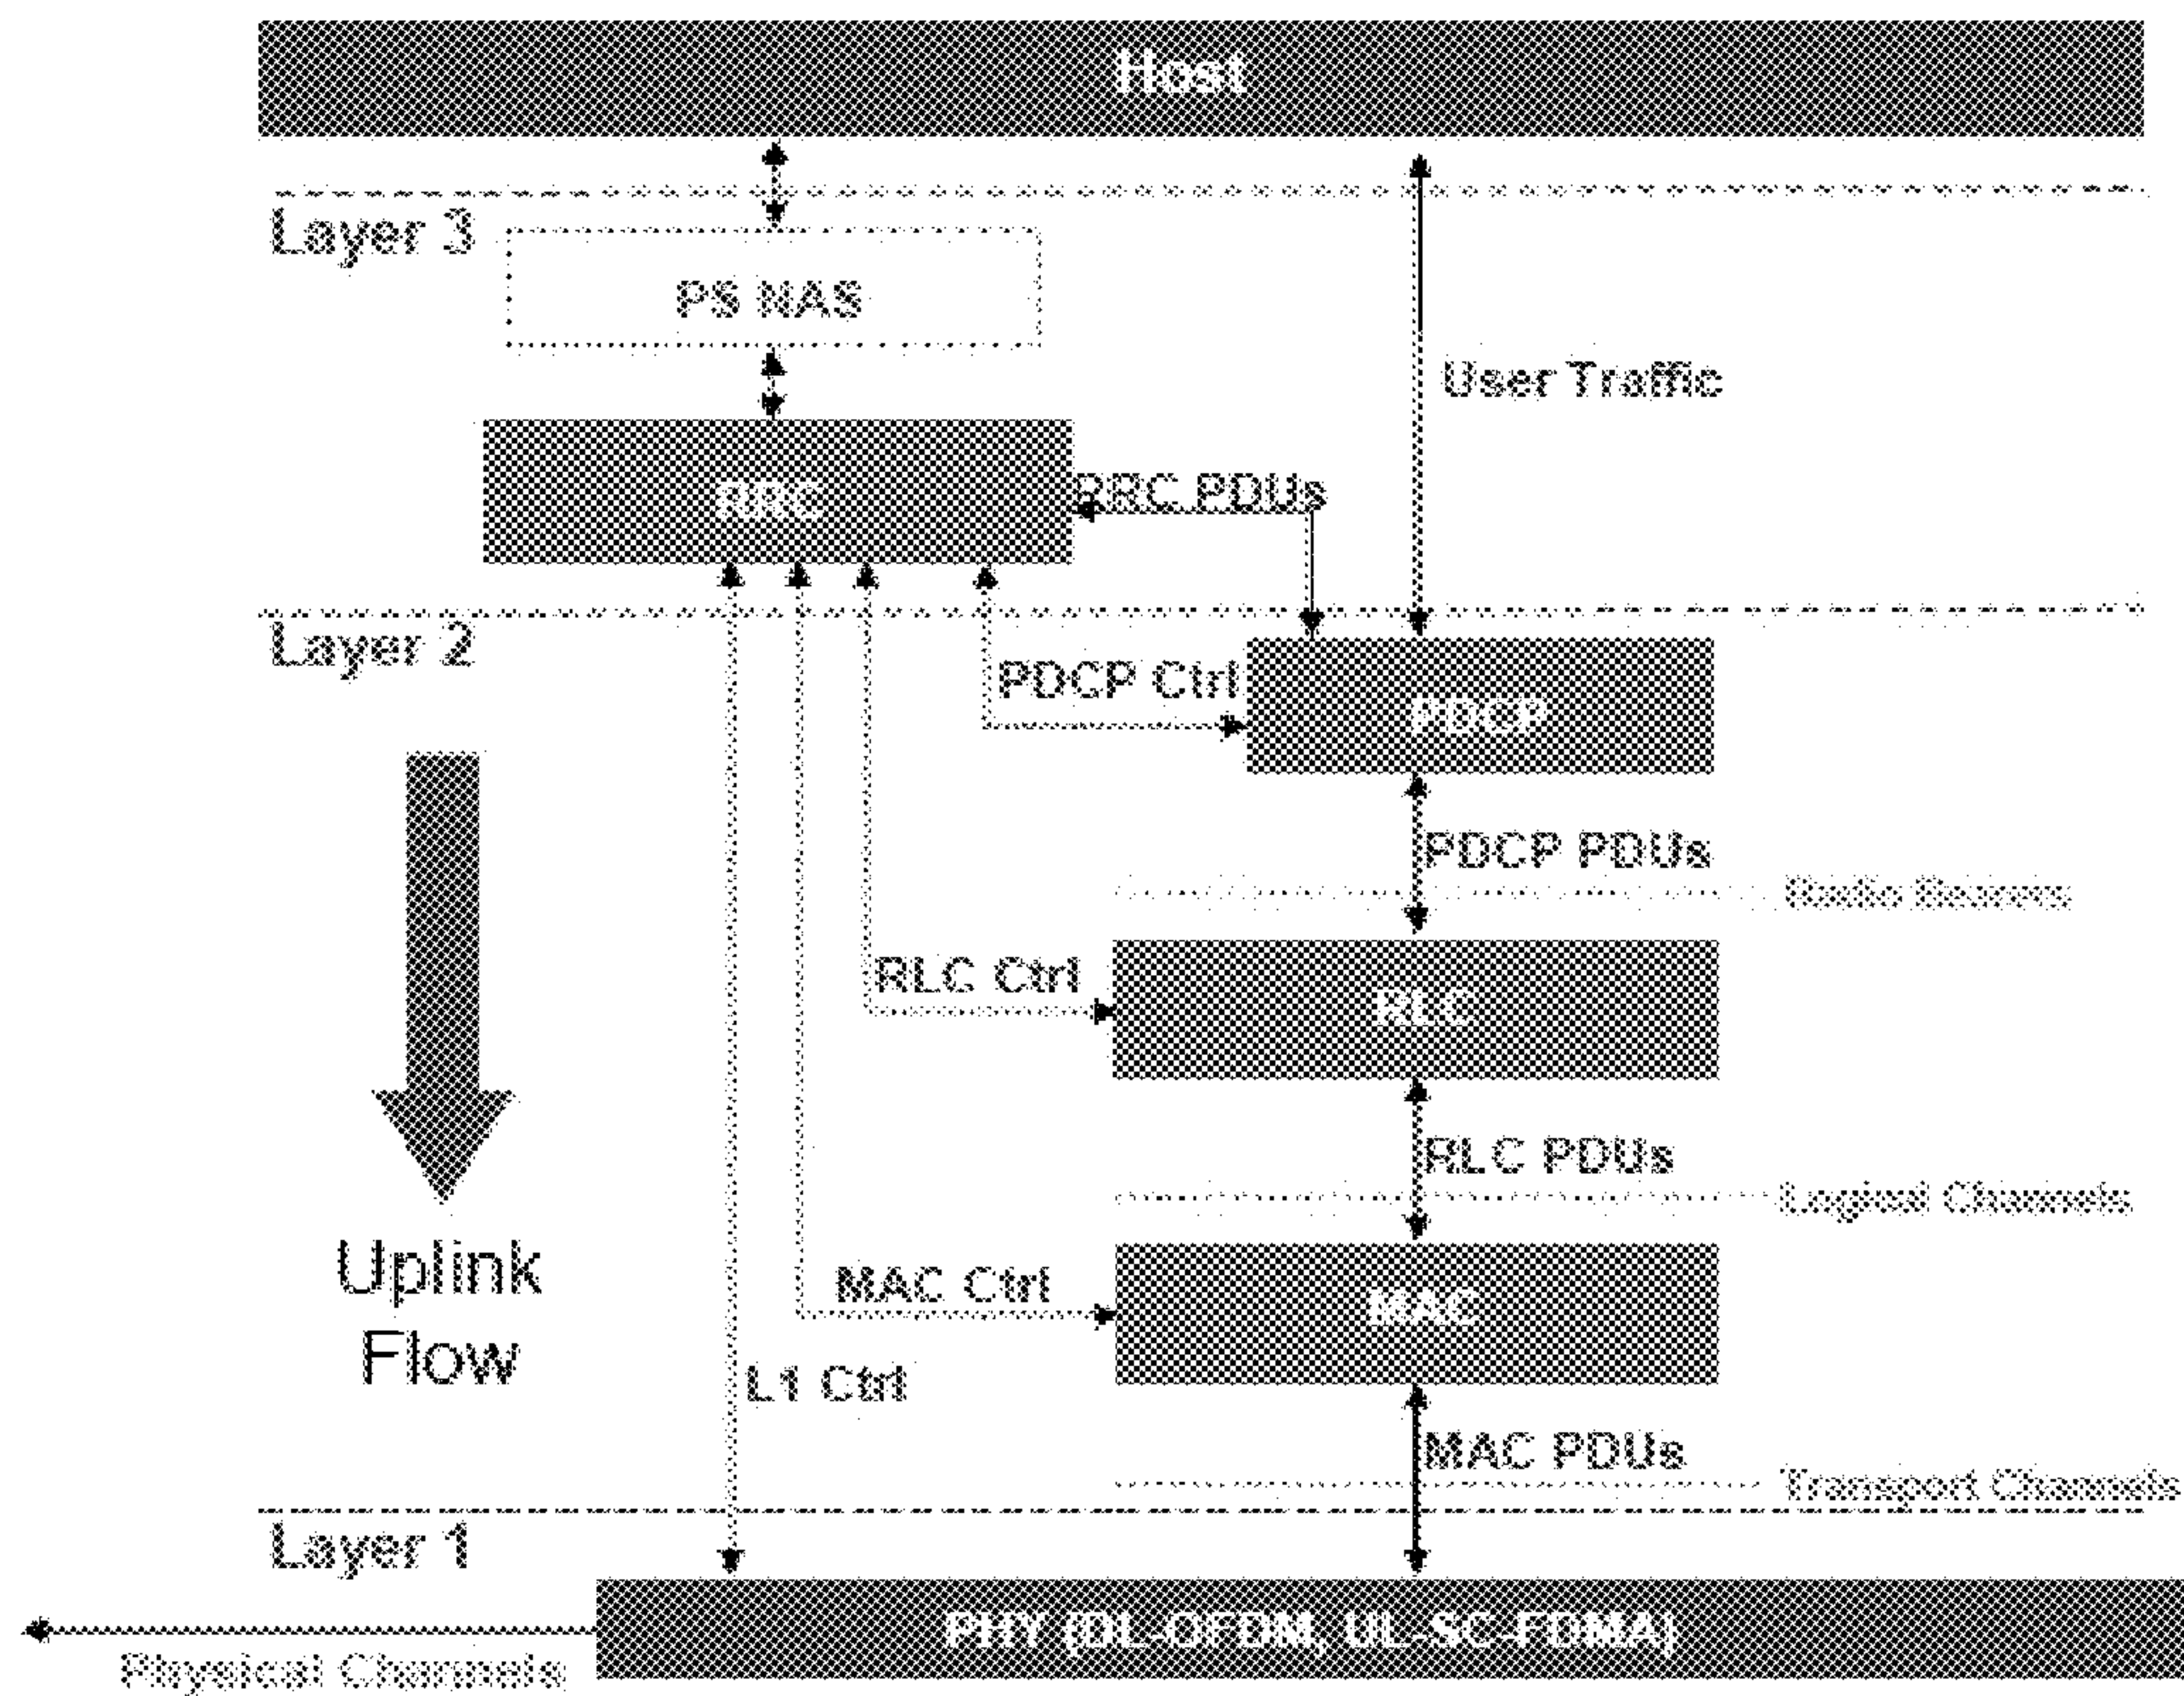 Host
Layer 3
PS NAS
User Traffic
RRC
RRC PDUs
Layer 2
PDCP Ctrl
PDCP
PDCP PDUs
Radio Bearers
RLC Ctrl
RLC
RLC PDUs
Logical Channels
Uplink
Flow
MAC Ctrl
MAC
L1 Ctrl
MAC PDUs
Transport Channels
Layer 1
PHY (DL-OFDM, UL-SC-FDMA)
Physical Channels